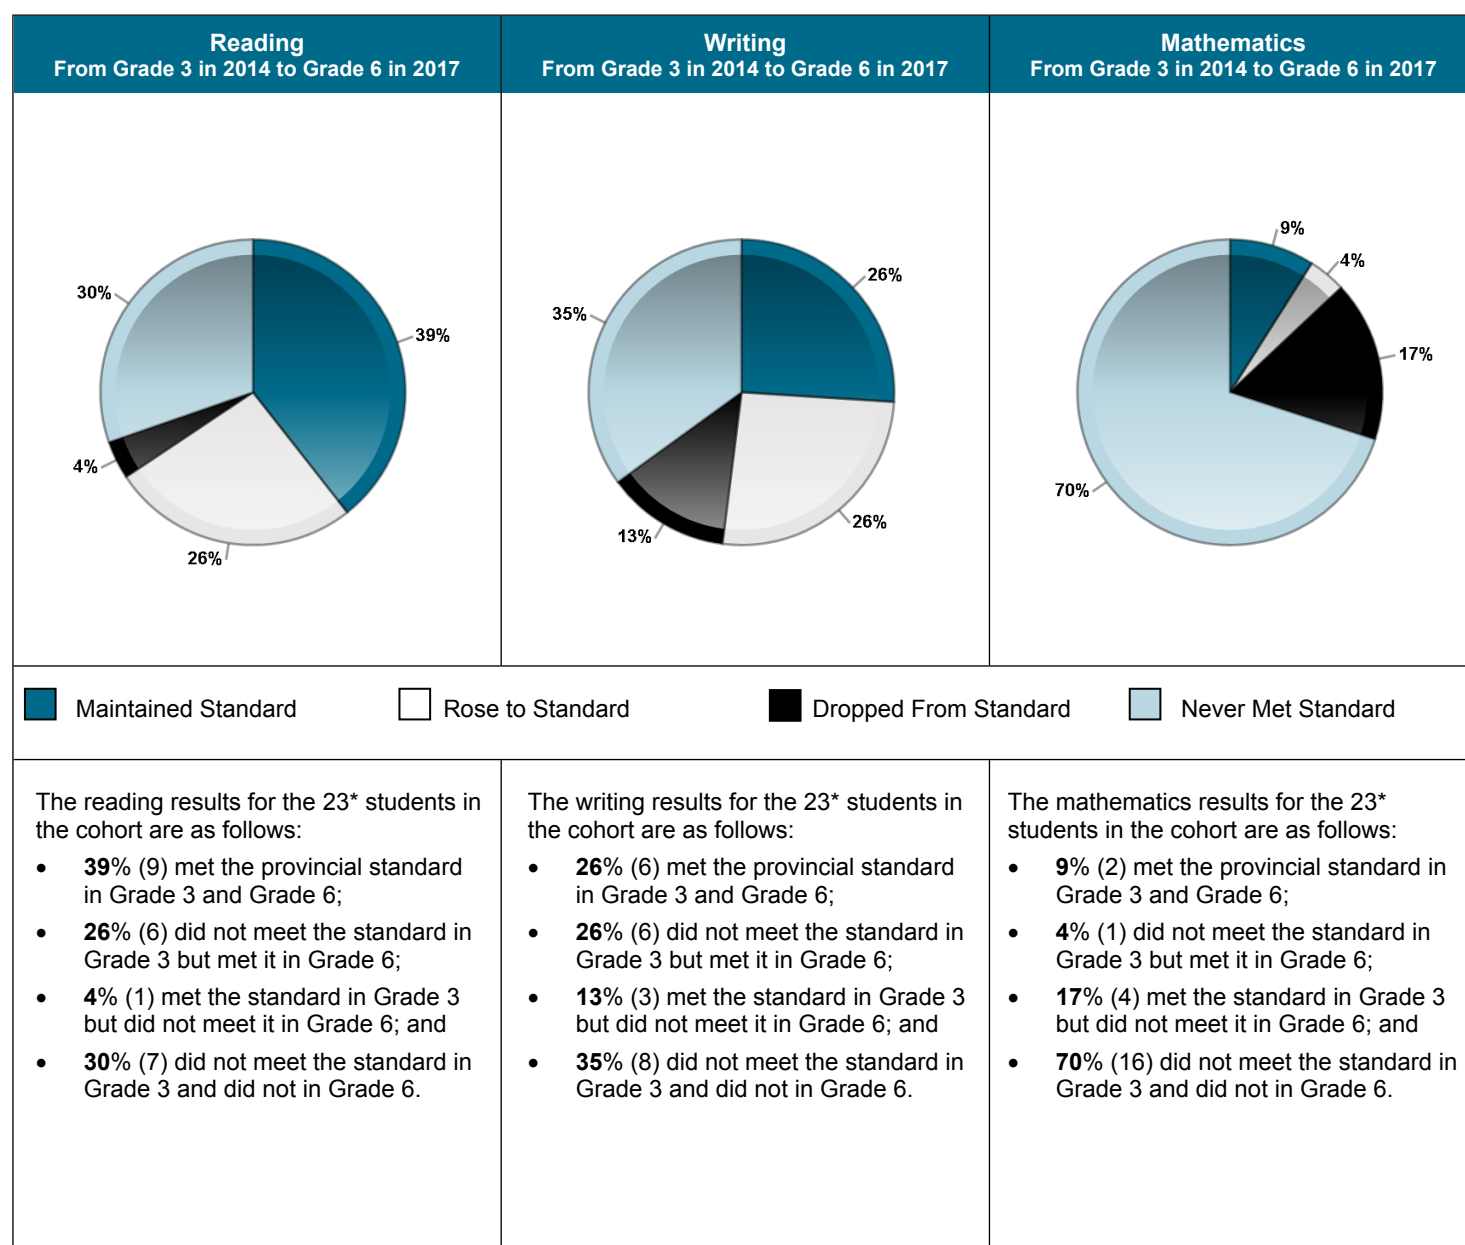 Reading
From Grade 3 in 2014 to Grade 6 in 2017
Writing
From Grade 3 in 2014 to Grade 6 in 2017
Mathematics
From Grade 3 in 2014 to Grade 6 in 2017
30%
39%
4%
26%
26%
35%
13%
26%
9%
4%
17%
70%
Maintained Standard
Rose to Standard
Dropped From Standard
Never Met Standard
The reading results for the 23* students in
the cohort are as follows:
• 39% (9) met the provincial standard
in Grade 3 and Grade 6;
• 26% (6) did not meet the standard in
Grade 3 but met it in Grade 6;
• 4% (1) met the standard in Grade 3
but did not meet it in Grade 6; and
• 30% (7) did not meet the standard in
Grade 3 and did not in Grade 6.
The writing results for the 23* students in
the cohort are as follows:
• 26% (6) met the provincial standard
in Grade 3 and Grade 6;
• 26% (6) did not meet the standard in
Grade 3 but met it in Grade 6;
• 13% (3) met the standard in Grade 3
but did not meet it in Grade 6; and
• 35% (8) did not meet the standard in
Grade 3 and did not in Grade 6.
The mathematics results for the 23*
students in the cohort are as follows:
• 9% (2) met the provincial standard in
Grade 3 and Grade 6;
• 4% (1) did not meet the standard in
Grade 3 but met it in Grade 6;
• 17% (4) met the standard in Grade 3
but did not meet it in Grade 6; and
• 70% (16) did not meet the standard in
Grade 3 and did not in Grade 6.